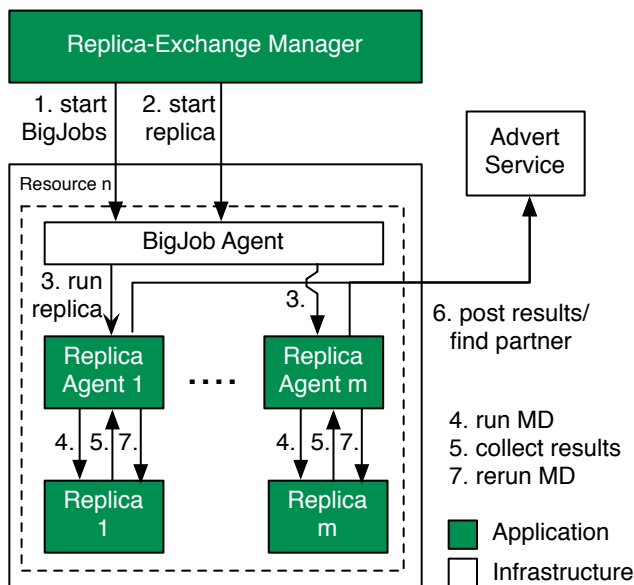 Replica-Exchange Manager
1. start
BigJobs
2. start
replica
Advert
Service
Resource n
BigJob Agent
3. run
replica
3.
6. post results/
find partner
Replica
Agent 1
....
Replica
Agent m
4.
5.
7.
4.
5.
7.
4. run MD
5. collect results
7. rerun MD
Replica
1
Replica
m
Application
Infrastructure